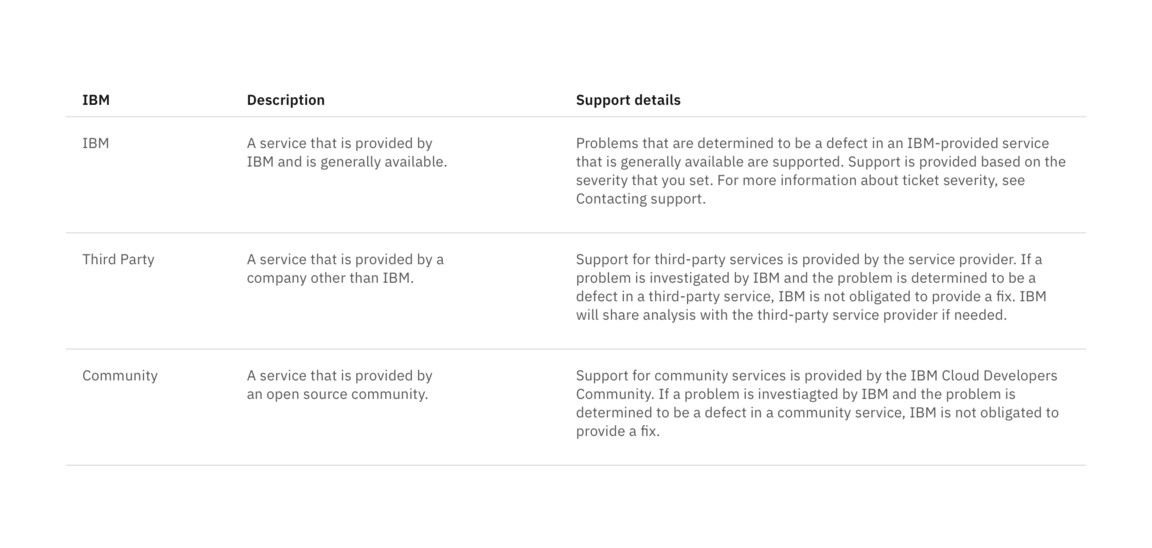 IBM
Description
Support details
IBM
A service that is provided by
IBM and is generally available.
Problems that are determined to be a defect in an IBM-provided service
that is generally available are supported. Support is provided based on the
severity that you set. For more information about ticket severity, see
Contacting support.
Third Party
A service that is provided by a
company other than IBM.
Support for third-party services is provided by the service provider. If a
problem is investigated by IBM and the problem is determined to be a
defect in a third-party service, IBM is not obligated to provide a fix. IBM
will share analysis with the third-party service provider if needed.
Community
A service that is provided by
an open source community.
Support for community services is provided by the IBM Cloud Developers
Community. If a problem is investiagted by IBM and the problem is
determined to be a defect in a community service, IBM is not obligated to
provide a fix.